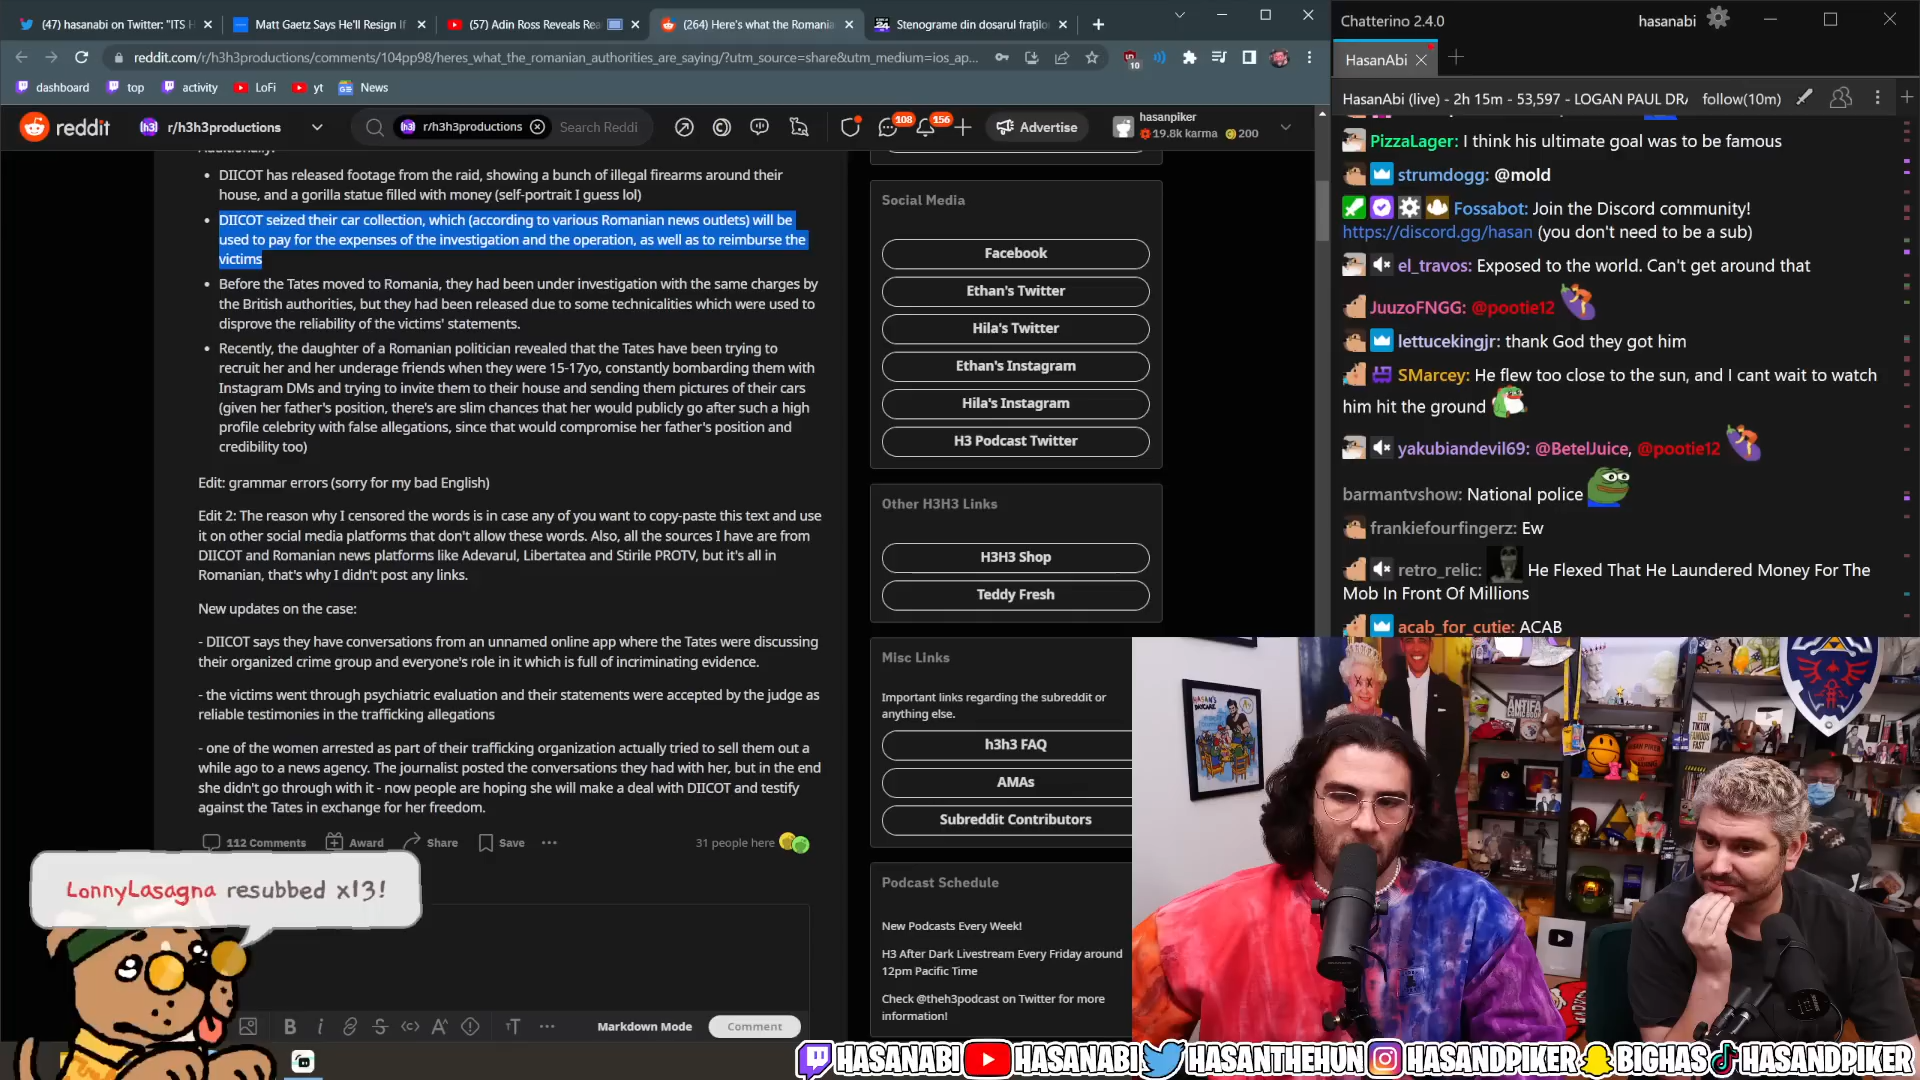 (47) hasanabi on Twitter: "ITS H
Matt Gaetz Says He'll Resign If
(57) Adin Ross Reveals Rea
(264) Here's what the Romania
Stenograme din dosarul fraților
reddit.com/r/h3h3productions/comments/104pp98/heres_what_the_romanian_authorities_are_saying/?utm_source=share&utm_medium=ios_ap...
10
dashboard
top
activity
LoFi
yt
News
reddit
r/h3h3productions
r/h3h3productions
Search Reddi
108
156
Advertise
hasanpiker
19.8k karma
200
Additionally:
DIICOT has released footage from the raid, showing a bunch of illegal firearms around their
house, and a gorilla statue filled with money (self-portrait I guess lol)
DIICOT seized their car collection, which (according to various Romanian news outlets) will be
used to pay for the expenses of the investigation and the operation, as well as to reimburse the
victims
Before the Tates moved to Romania, they had been under investigation with the same charges by
the British authorities, but they had been released due to some technicalities which were used to
disprove the reliability of the victims' statements.
Recently, the daughter of a Romanian politician revealed that the Tates have been trying to
recruit her and her underage friends when they were 15-17yo, constantly bombarding them with
Instagram DMs and trying to invite them to their house and sending them pictures of their cars
(given her father's position, there's are slim chances that her would publicly go after such a high
profile celebrity with false allegations, since that would compromise her father's position and
credibility too)
Edit: grammar errors (sorry for my bad English)
Edit 2: The reason why I censored the words is in case any of you want to copy-paste this text and use
it on other social media platforms that don't allow these words. Also, all the sources I have are from
DIICOT and Romanian news platforms like Adevarul, Libertatea and Stirile PROTV, but it's all in
Romanian, that's why I didn't post any links.
New updates on the case:
- DIICOT says they have conversations from an unnamed online app where the Tates were discussing
their organized crime group and everyone's role in it which is full of incriminating evidence.
- the victims went through psychiatric evaluation and their statements were accepted by the judge as
reliable testimonies in the trafficking allegations
- one of the women arrested as part of their trafficking organization actually tried to sell them out a
while ago to a news agency. The journalist posted the conversations they had with her, but in the end
she didn't go through with it - now people are hoping she will make a deal with DIICOT and testify
against the Tates in exchange for her freedom.
112 Comments
Award
Share
Save
31 people here
LonnyLasagna resubbed x13!
Markdown Mode
Comment
Social Media
Facebook
Ethan's Twitter
Hila's Twitter
Ethan's Instagram
Hila's Instagram
H3 Podcast Twitter
Other H3H3 Links
H3H3 Shop
Teddy Fresh
Misc Links
Important links regarding the subreddit or
anything else.
h3h3 FAQ
AMAs
Subreddit Contributors
Podcast Schedule
New Podcasts Every Week!
H3 After Dark Livestream Every Friday around
12pm Pacific Time
Check @theh3podcast on Twitter for more
information!
Chatterino 2.4.0
hasanabi
HasanAbi
HasanAbi (live) - 2h 15m - 53,597 - LOGAN PAUL DRA
follow(10m)
PizzaLager: I think his ultimate goal was to be famous
strumdogg: @mold
Fossabot: Join the Discord community!
https://discord.gg/hasan (you don't need to be a sub)
el_travos: Exposed to the world. Can't get around that
JuuzoFNGG: @pootie12
lettucekingjr: thank God they got him
SMarcey: He flew too close to the sun, and I cant wait to watch
him hit the ground
yakubiandevil69: @BetelJuice, @pootie12
barmantvshow: National police
frankiefourfingerz: Ew
retro_relic: He Flexed That He Laundered Money For The
Mob In Front Of Millions
acab_for_cutie: ACAB
ANTIFA
HASANABI
HASANABI
HASANTHEHUN
HASANDPIKER
BIGHAS
HASANDPIKER